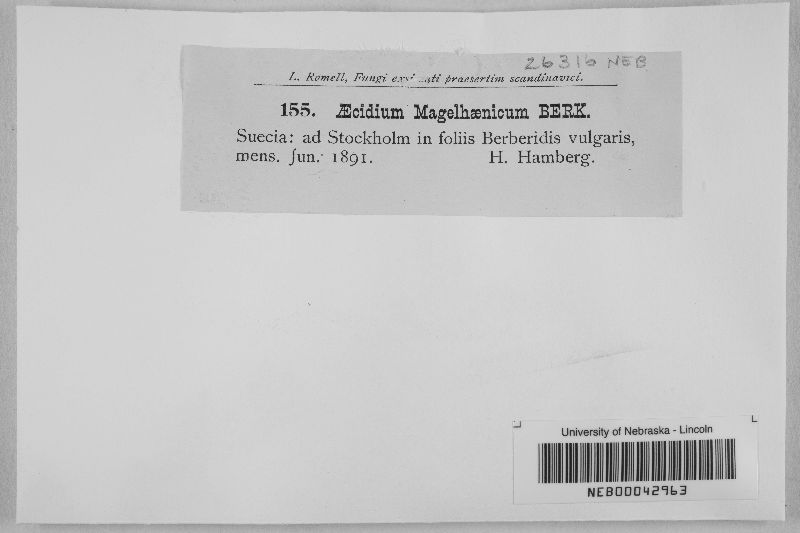 26316 NEB
L. Romell, Fungi exsiccati praesertim scandinavici.
155. Æcidium Magelhænicum BERK.
Suecia: ad Stockholm in foliis Berberidis vulgaris,
mens. Jun. 1891. H. Hamberg.
University of Nebraska - Lincoln
NEB00042963